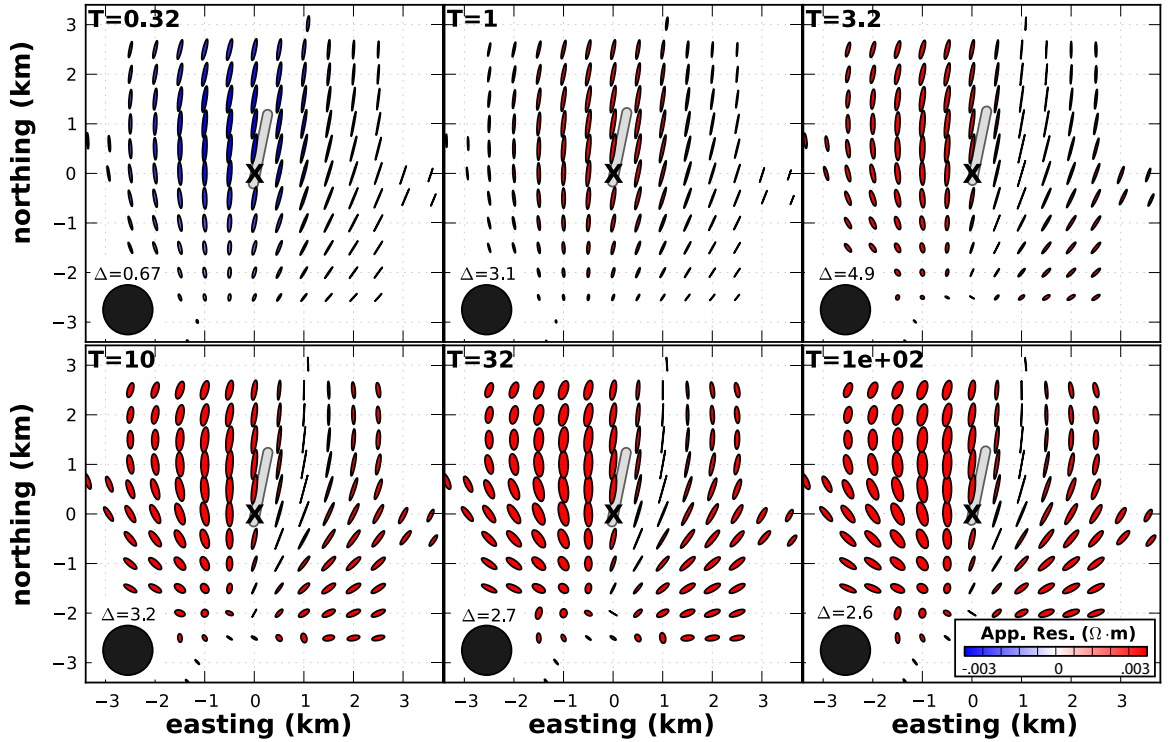 T=0.32 T=1 T=3.2
3
2
1
0
−1
−2
−3
northing (km)
X X X
Δ=0.67 Δ=3.1 Δ=4.9
T=10 T=32 T=1e+02
3
2
1
0
−1
−2
−3
northing (km)
X X X
Δ=3.2 Δ=2.7 Δ=2.6
App. Res. (Ω·m)
-.003 0 .003
−3 −2 −1 0 1 2 3 −3 −2 −1 0 1 2 3 −3 −2 −1 0 1 2 3
easting (km) easting (km) easting (km)